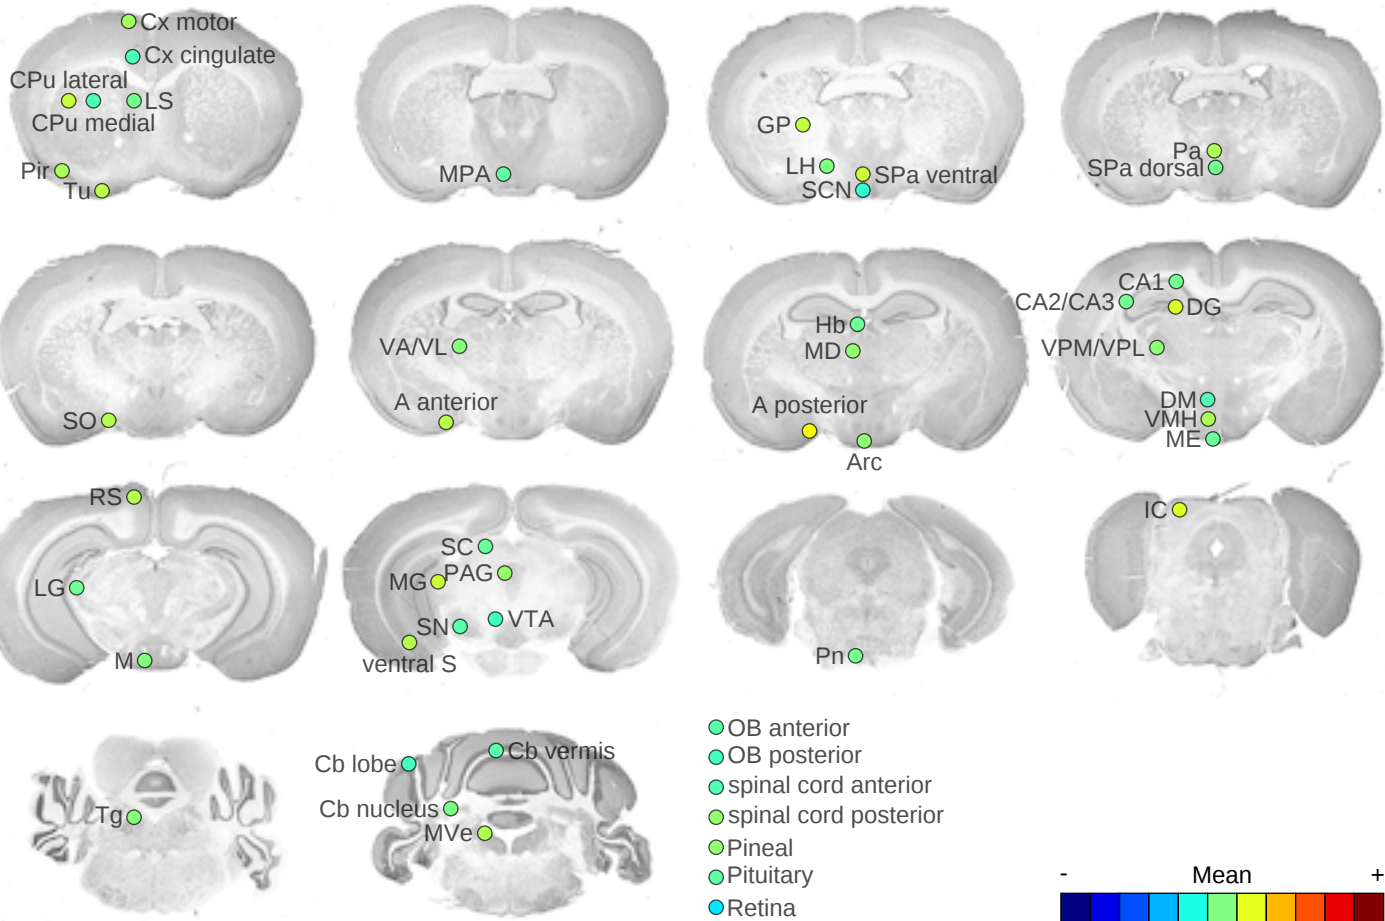 Cx motor
Cx cingulate
CPu lateral
LS
CPu medial
Pir
Tu
MPA
GP
LH
SPa ventral
SCN
Pa
SPa dorsal
SO
VA/VL
A anterior
Hb
MD
A posterior
Arc
CA1
CA2/CA3
DG
VPM/VPL
DM
VMH
ME
RS
LG
M
SC
MG
PAG
SN
VTA
ventral S
Pn
IC
Tg
Cb lobe
Cb vermis
Cb nucleus
MVe
OB anterior
OB posterior
spinal cord anterior
spinal cord posterior
Pineal
Pituitary
Retina
- Mean +